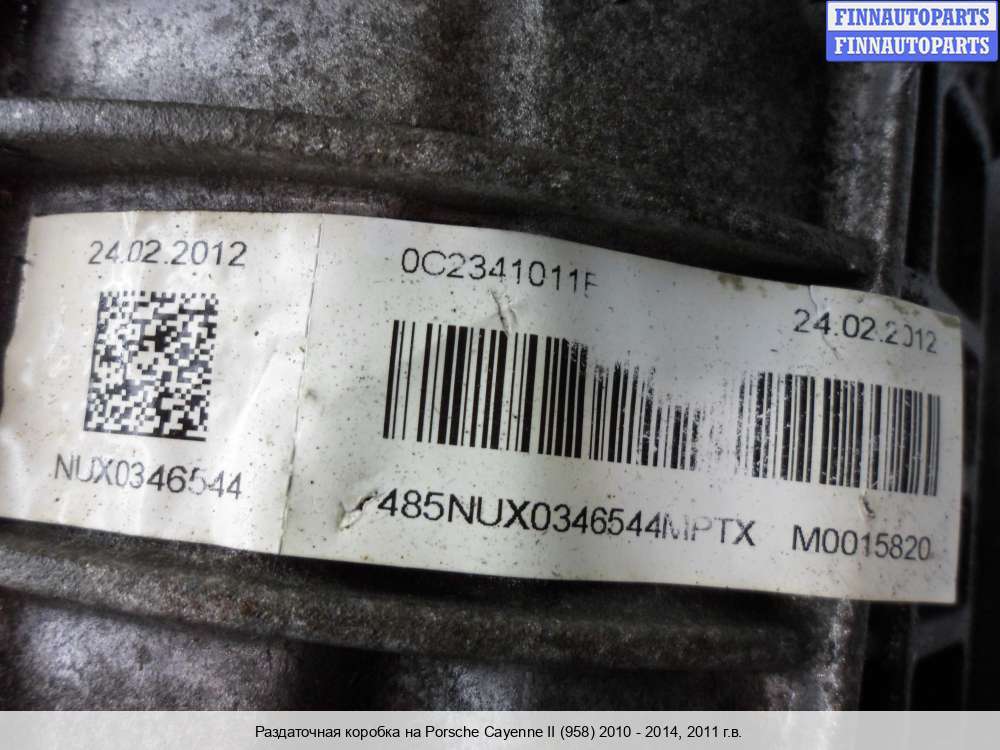 FINNAUTOPARTS
FINNAUTOPARTS
24.02.2012
0C2341011F
24.02.2012
NUX0346544
485NUX0346544MPTX M0015820
Раздаточная коробка на Porsche Cayenne II (958) 2010 - 2014, 2011 г.в.